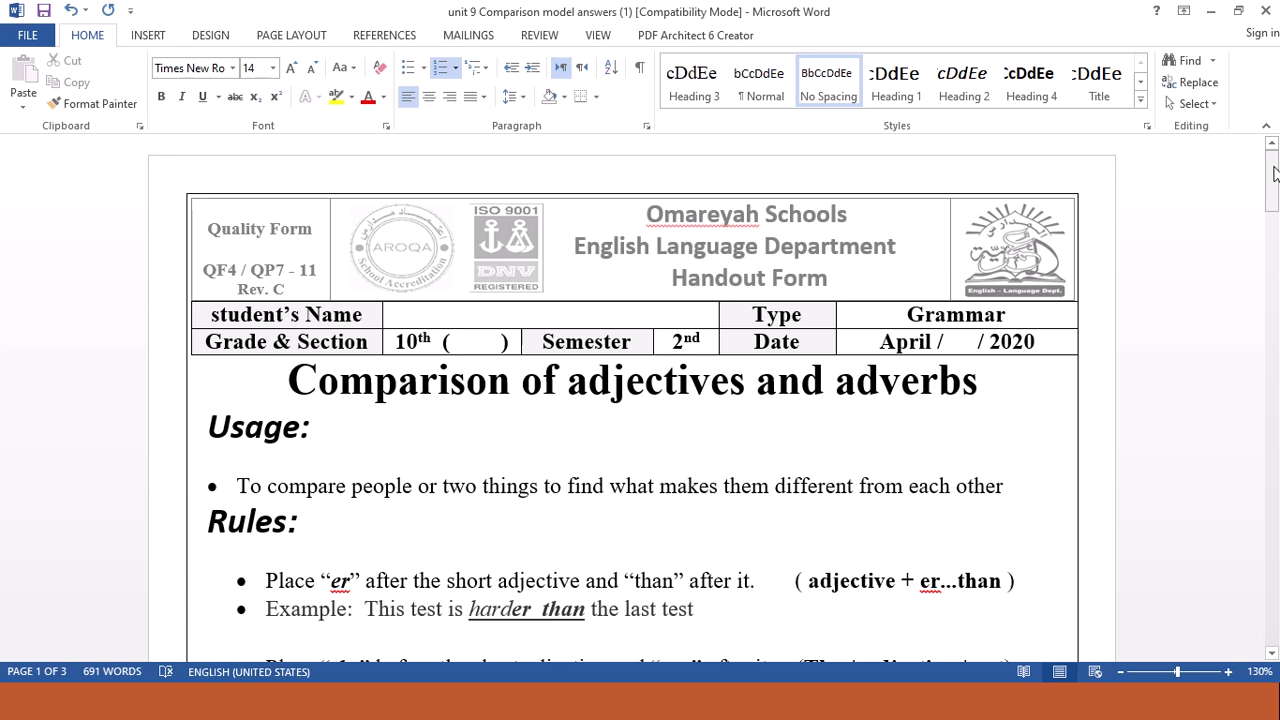 unit 9 Comparison model answers (1) [Compatibility Mode] - Microsoft Word
Sign in
FILE HOME INSERT DESIGN PAGE LAYOUT REFERENCES MAILINGS REVIEW VIEW PDF Architect 6 Creator
Paste
Cut
Copy
Format Painter
Clipboard
Times New Ro 14
Font
Paragraph
cDdEe bCcDdEe BbCcDdEe cDdEe cDdEe CcDdEe cDdEe
Heading 3 ¶ Normal No Spacing Heading 1 Heading 2 Heading 4 Title
Styles
Find
Replace
Select
Editing
Quality Form
QF4 / QP7 - 11
Rev. C
AROQA
School Accreditation
ISO 9001
DNV
REGISTERED
Omareyah Schools
English Language Department
Handout Form
English - Language Dept.
student’s Name Type Grammar
Grade & Section 10th ( ) Semester 2nd Date April / / 2020
Comparison of adjectives and adverbs
Usage:
• To compare people or two things to find what makes them different from each other
Rules:
• Place “er” after the short adjective and “than” after it. ( adjective + er...than )
• Example: This test is harder than the last test
PAGE 1 OF 3 691 WORDS ENGLISH (UNITED STATES) 130%